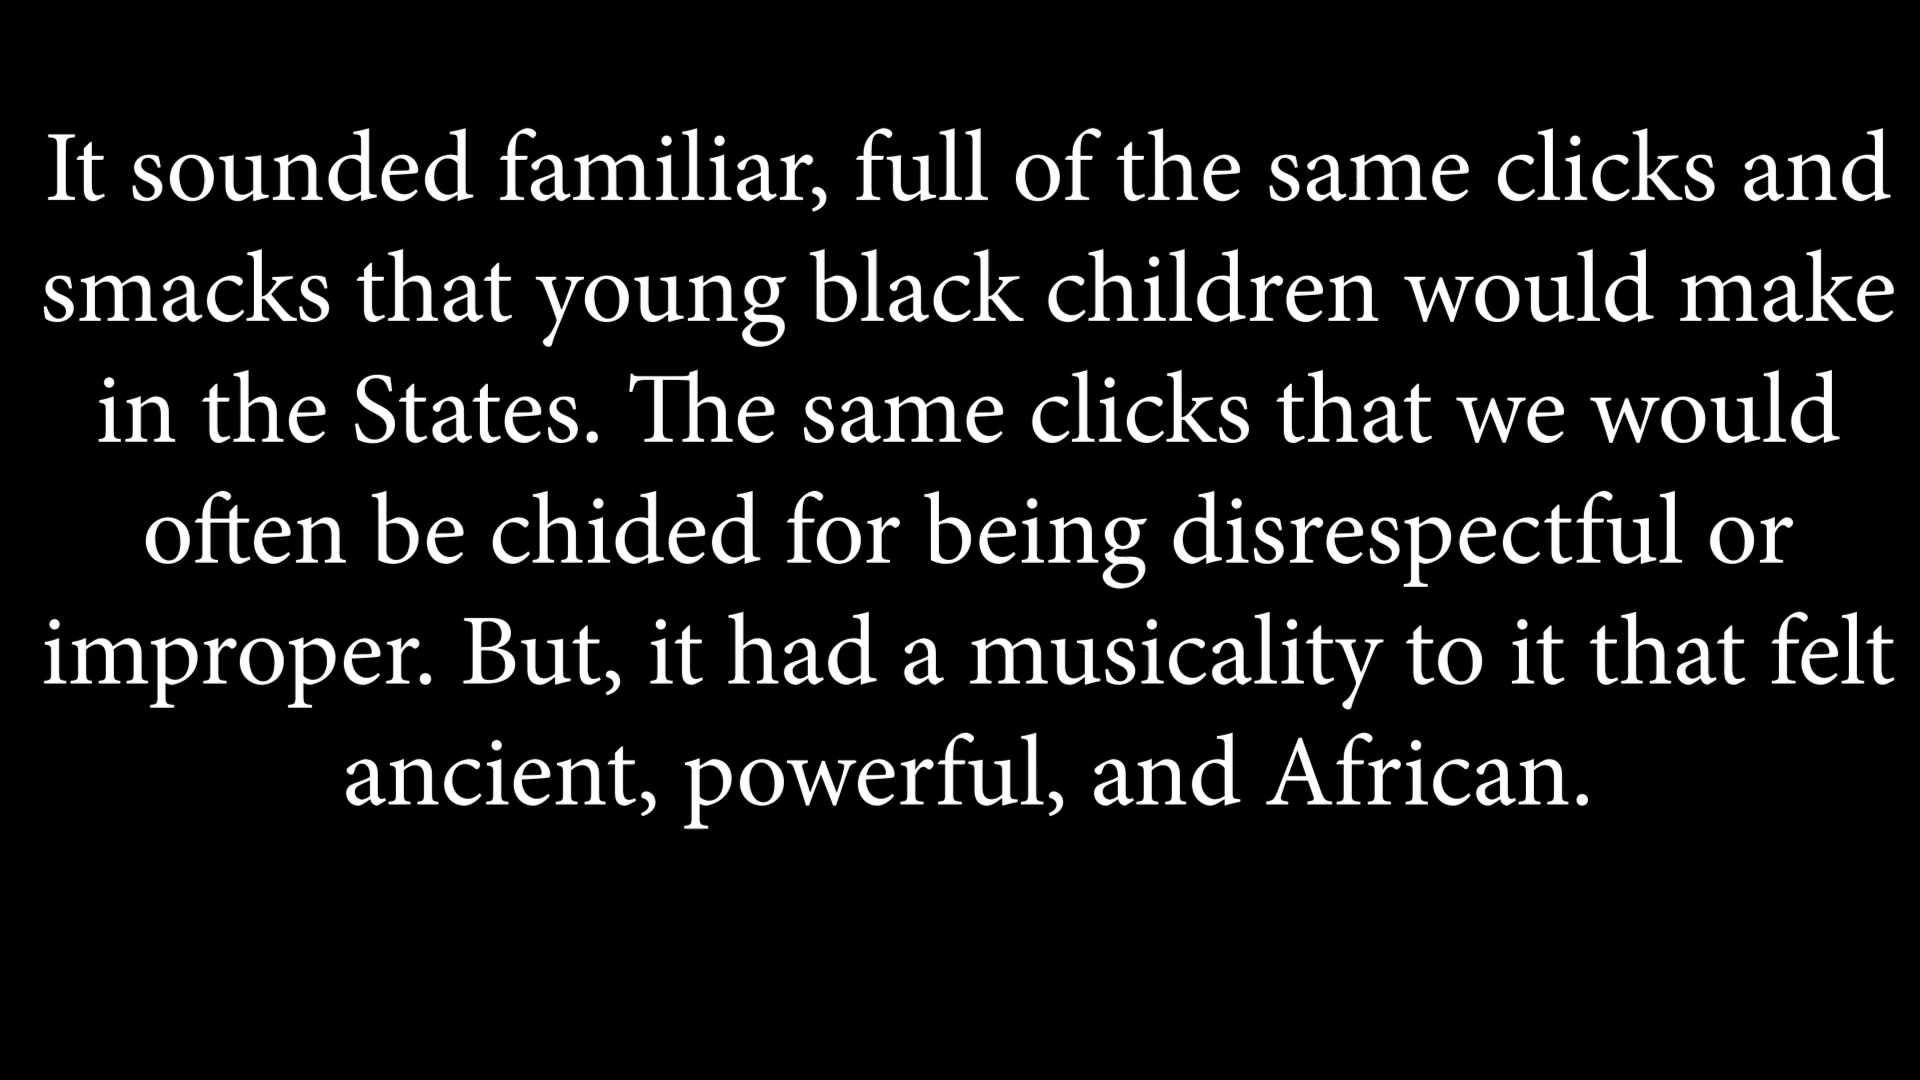 It sounded familiar, full of the same clicks and
smacks that young black children would make
in the States. The same clicks that we would
often be chided for being disrespectful or
improper. But, it had a musicality to it that felt
ancient, powerful, and African.